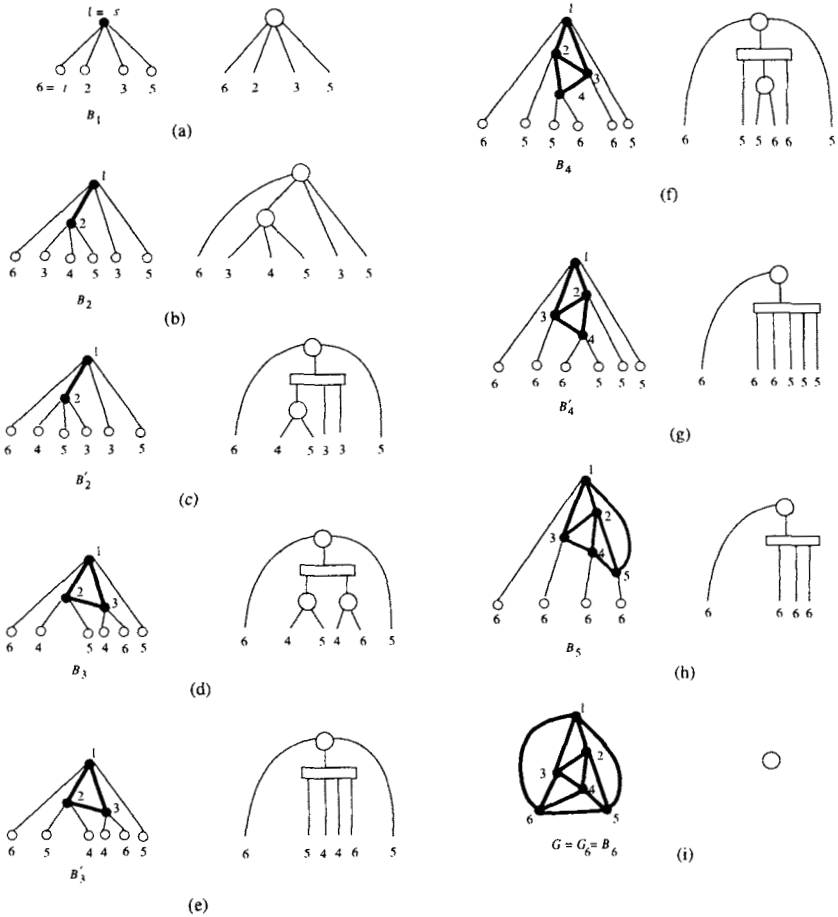 1 = s
6 = t 2 3 5
6 2 3 5
B1
(a)
1
2
6 3 4 5 3 5
6 3 4 5 3 5
B2
(b)
1
2
6 4 5 3 3 5
6 4 5 3 3 5
B'2
(c)
1
2
3
6 4 5 4 6 5
6 4 5 4 6 5
B3
(d)
1
2
3
6 5 4 4 5
6 5 4 4 6 5
B'3
(e)
1
2
3
4
6 5 5 6 6 5
6 5 5 6 6 5
B4
(f)
1
2
3
4
6 6 6 5 5 5
6 6 6 5 5 5
B'4
(g)
1
2
3
4
5
6 6 6 6
6 6 6 6
B5
(h)
1
2
3
4
6 5
G = G6 = B6
(i)